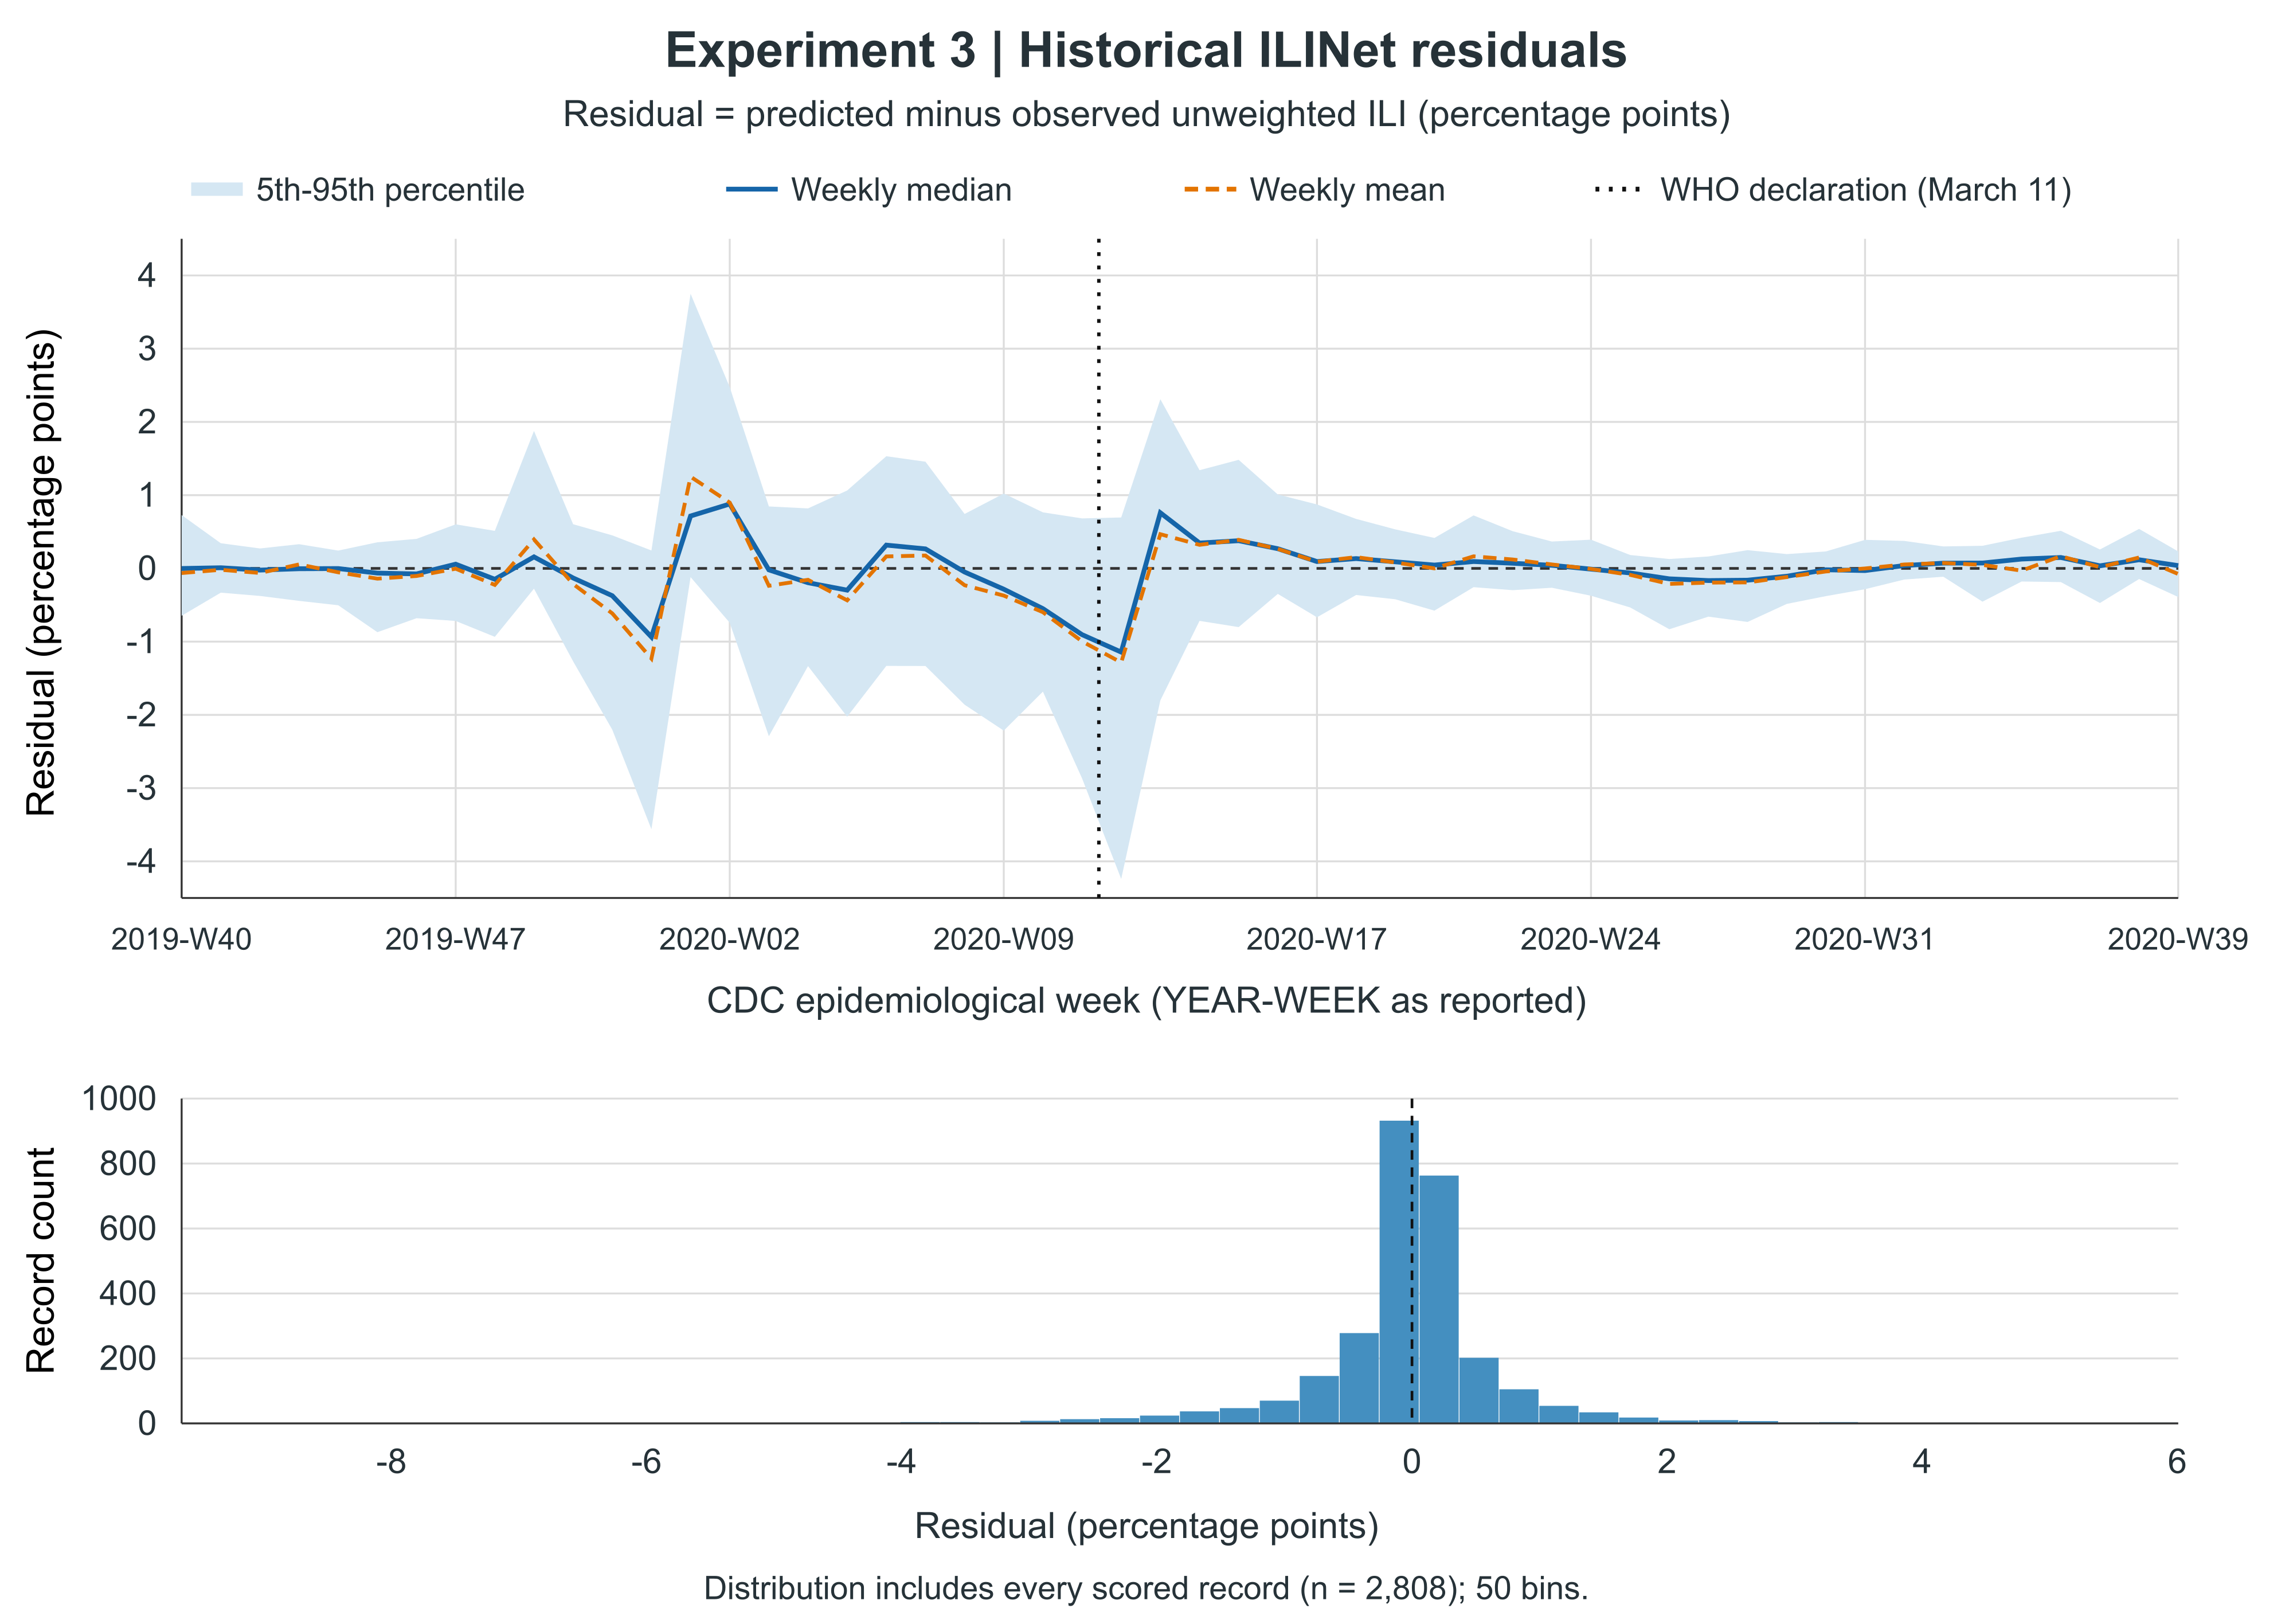 Experiment 3 | Historical ILINet residuals
Residual = predicted minus observed unweighted ILI (percentage points)
5th-95th percentile
Weekly median
Weekly mean
WHO declaration (March 11)
Residual (percentage points)
4
3
2
1
0
-1
-2
-3
-4
2019-W40
2019-W47
2020-W02
2020-W09
2020-W17
2020-W24
2020-W31
2020-W39
CDC epidemiological week (YEAR-WEEK as reported)
Record count
1000
800
600
400
200
0
-8
-6
-4
-2
0
2
4
6
Residual (percentage points)
Distribution includes every scored record (n = 2,808); 50 bins.